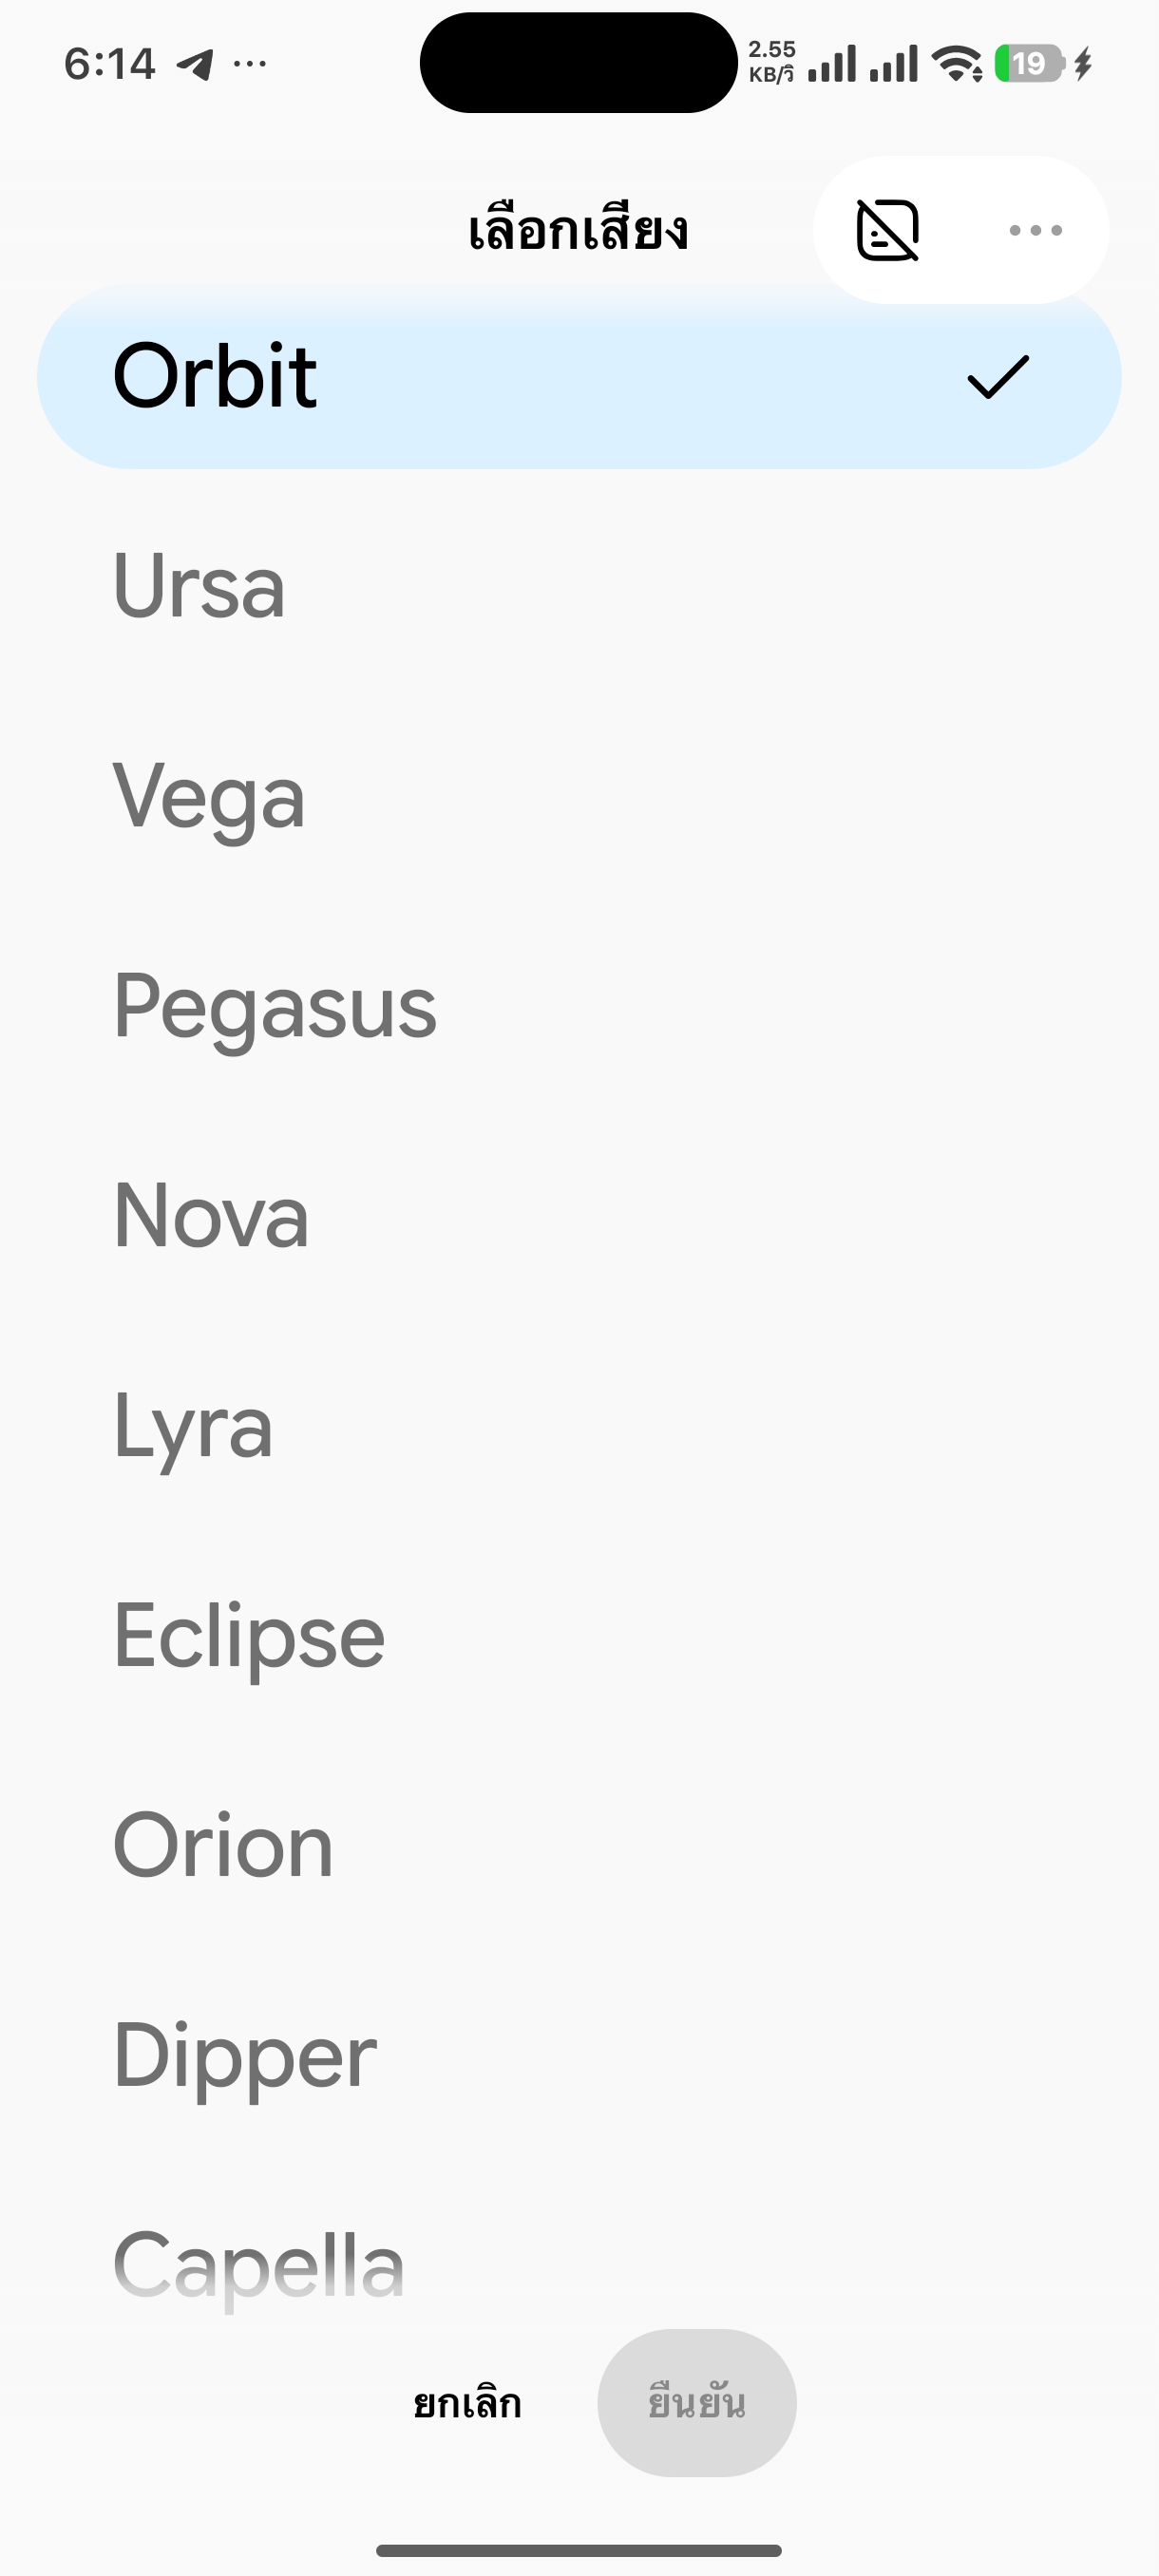 6:14
2.55
KB/วิ
19
เลือกเสียง
Orbit
Ursa
Vega
Pegasus
Nova
Lyra
Eclipse
Orion
Dipper
Capella
ยกเลิก
ยืนยัน